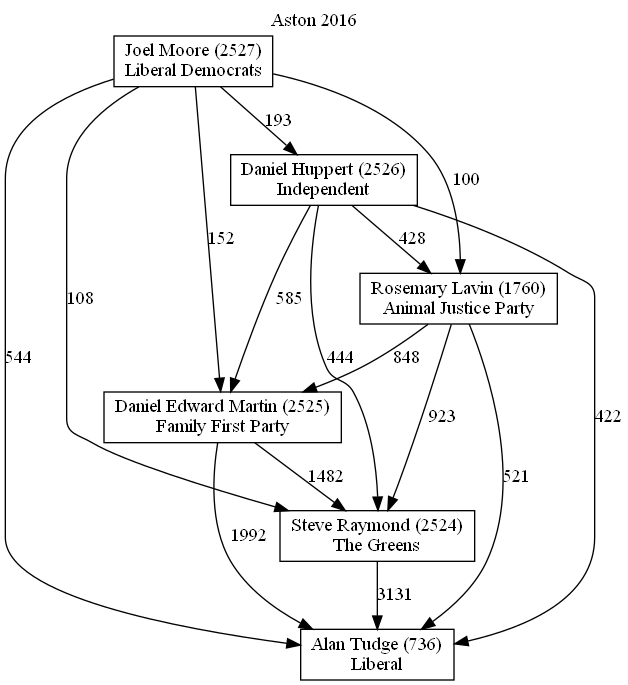 Aston 2016
Joel Moore (2527)
Liberal Democrats
193
Daniel Huppert (2526)
Independent
100
152
428
585
Rosemary Lavin (1760)
Animal Justice Party
108
544
444
848
422
Daniel Edward Martin (2525)
Family First Party
923
1482
521
Steve Raymond (2524)
The Greens
1992
3131
Alan Tudge (736)
Liberal